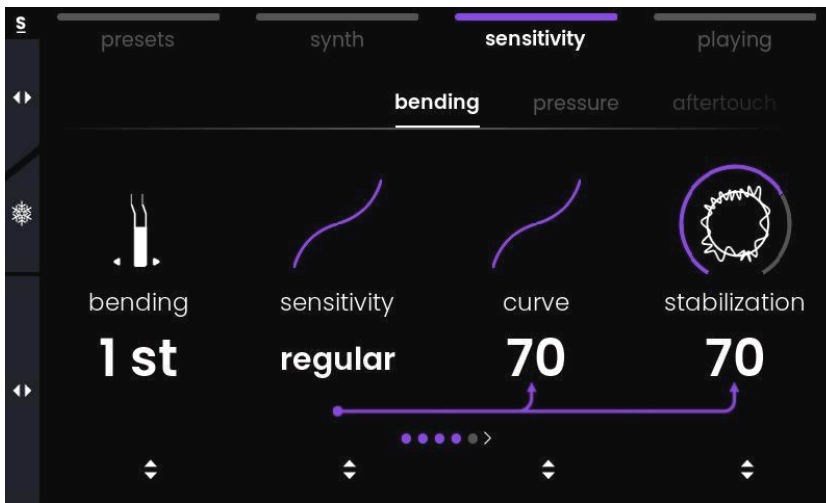 S
presets synth sensitivity playing
bending pressure aftertouch
bending sensitivity curve stabilization
1 st regular 70 70